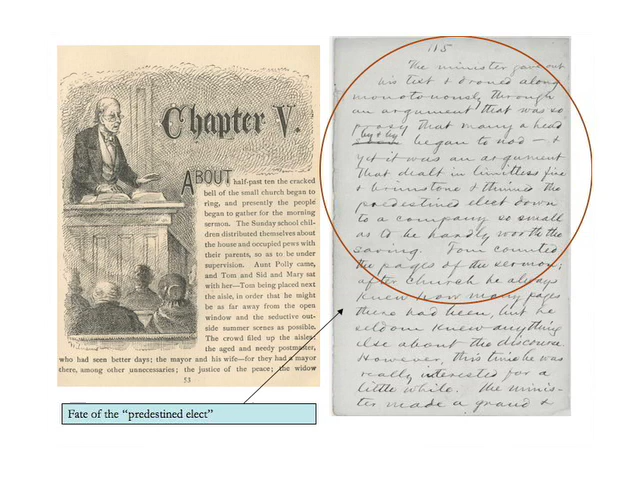 Chapter V.
ABOUT half-past ten the cracked
bell of the small church began to
ring, and presently the people
began to gather for the morning
sermon. The Sunday school chil-
dren distributed themselves about
the house and occupied pews with
their parents, so as to be under
supervision. Aunt Polly came,
and Tom and Sid and Mary sat
with her—Tom being placed next
the aisle, in order that he might
be as far away from the open
window and the seductive out-
side summer scenes as possible.
The crowd filed up the aisles,
the aged and needy postmaster,
who had seen better days; the mayor and his wife—for they had a mayor
there, among other unnecessaries; the justice of the peace; the widow
53
Fate of the “predestined elect”
115
The minister gave out
his text & droned along
monotonously through
an argument that was so
prosy that many a head
by & by
began to nod — &
yet it was an argument
that dealt in limitless fire
& brimstone & thinned the
predestined elect down
to a company so small
as to be hardly worth the
saving. Tom counted
the pages of the sermon;
after church he always
knew how many pages
there had been, but he
seldom knew anything
else about the discourse.
However, this time he was
really interested for a
little while. The minis-
ter made a grand &